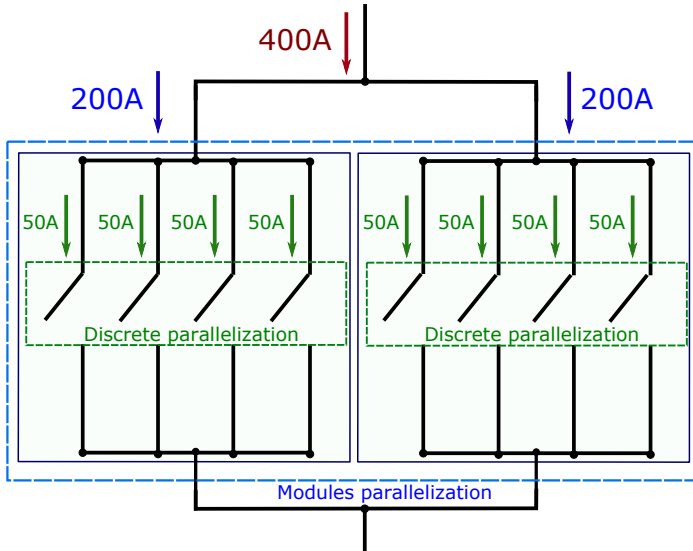 400A
200A
200A
50A 50A 50A 50A 50A 50A 50A 50A
Discrete parallelization
Discrete parallelization
Modules parallelization